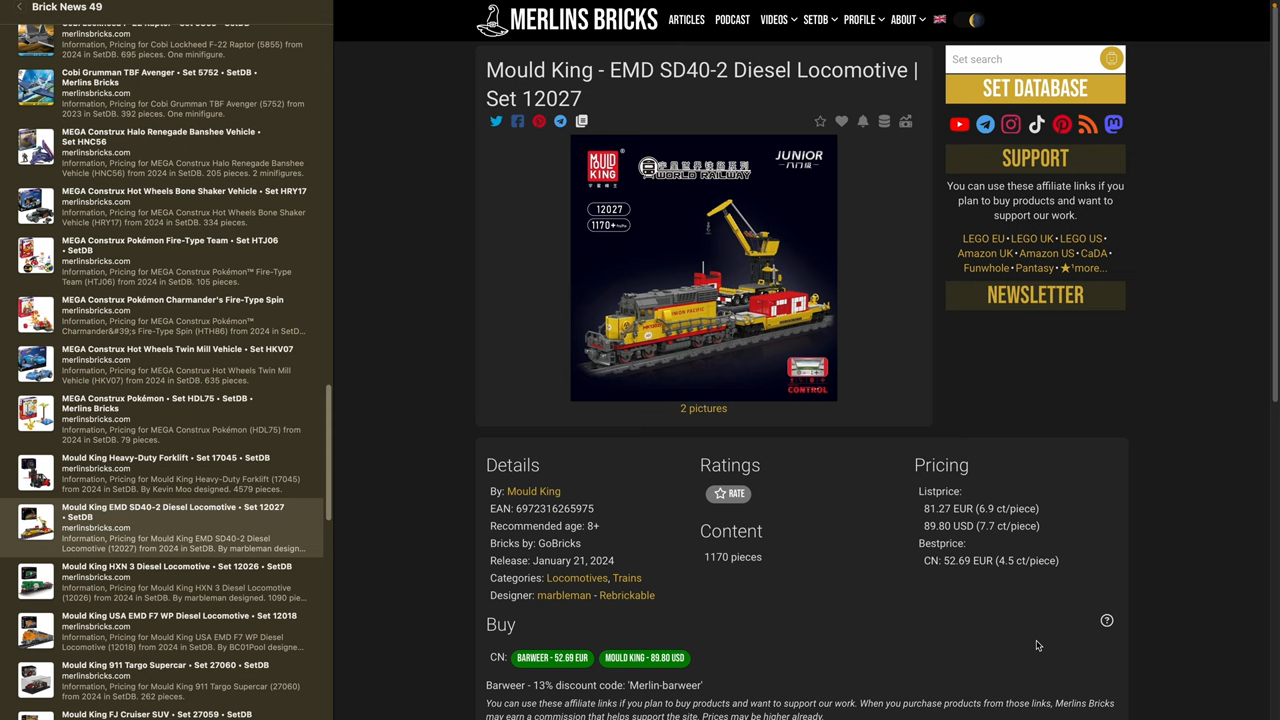 Brick News 49
Cobi Lockheed F-22 Raptor • Set 5855 • SetDB •
merlinsbricks.com
Information, Pricing for Cobi Lockheed F-22 Raptor (5855) from
2024 in SetDB. 695 pieces. One minifigure.
Cobi Grumman TBF Avenger • Set 5752 • SetDB •
Merlins Bricks
merlinsbricks.com
Information, Pricing for Cobi Grumman TBF Avenger (5752) from
2023 in SetDB. 392 pieces. One minifigure.
MEGA Construx Halo Renegade Banshee Vehicle •
Set HNC56
merlinsbricks.com
Information, Pricing for MEGA Construx Halo Renegade Banshee
Vehicle (HNC56) from 2024 in SetDB. 205 pieces. 2 minifigures.
MEGA Construx Hot Wheels Bone Shaker Vehicle • Set HRY17
merlinsbricks.com
Information, Pricing for MEGA Construx Hot Wheels Bone Shaker
Vehicle (HRY17) from 2024 in SetDB. 334 pieces.
MEGA Construx Pokémon Fire-Type Team • Set HTJ06
• SetDB
merlinsbricks.com
Information, Pricing for MEGA Construx Pokémon™ Fire-Type
Team (HTJ06) from 2024 in SetDB. 105 pieces.
MEGA Construx Pokémon Charmander's Fire-Type Spin
merlinsbricks.com
Information, Pricing for MEGA Construx Pokémon™
Charmander&#39;s Fire-Type Spin (HTH86) from 2024 in SetD...
MEGA Construx Hot Wheels Twin Mill Vehicle • Set HKV07
merlinsbricks.com
Information, Pricing for MEGA Construx Hot Wheels Twin Mill
Vehicle (HKV07) from 2024 in SetDB. 635 pieces.
MEGA Construx Pokémon • Set HDL75 • SetDB •
Merlins Bricks
merlinsbricks.com
Information, Pricing for MEGA Construx Pokémon (HDL75) from
2024 in SetDB. 79 pieces.
Mould King Heavy-Duty Forklift • Set 17045 • SetDB
merlinsbricks.com
Information, Pricing for Mould King Heavy-Duty Forklift (17045)
from 2024 in SetDB. By Kevin Moo designed. 4579 pieces.
Mould King EMD SD40-2 Diesel Locomotive • Set 12027
• SetDB
merlinsbricks.com
Information, Pricing for Mould King EMD SD40-2 Diesel
Locomotive (12027) from 2024 in SetDB. By marbleman design...
Mould King HXN 3 Diesel Locomotive • Set 12026 • SetDB
merlinsbricks.com
Information, Pricing for Mould King HXN 3 Diesel Locomotive
(12026) from 2024 in SetDB. By marbleman designed. 1090 pie...
Mould King USA EMD F7 WP Diesel Locomotive • Set 12018
merlinsbricks.com
Information, Pricing for Mould King USA EMD F7 WP Diesel
Locomotive (12018) from 2024 in SetDB. By BC01Pool designe...
Mould King 911 Targo Supercar • Set 27060 • SetDB
merlinsbricks.com
Information, Pricing for Mould King 911 Targo Supercar (27060)
from 2024 in SetDB. 262 pieces.
Mould King FJ Cruiser SUV • Set 27059 • SetDB
MERLINS BRICKS
ARTICLES PODCAST VIDEOS SETDB PROFILE ABOUT
Mould King - EMD SD40-2 Diesel Locomotive |
Set 12027
MOULD KING
WORLD RAILWAY
JUNIOR
12027
1170+
UNION PACIFIC
CONTROL
2 pictures
Set search
SET DATABASE
SUPPORT
You can use these affiliate links if you
plan to buy products and want to
support our work.
LEGO EU • LEGO UK • LEGO US •
Amazon UK • Amazon US • CaDA •
Funwhole • Pantasy • ★¹more...
NEWSLETTER
Details
By: Mould King
EAN: 6972316265975
Recommended age: 8+
Bricks by: GoBricks
Release: January 21, 2024
Categories: Locomotives, Trains
Designer: marbleman - Rebrickable
Ratings
RATE
Content
1170 pieces
Pricing
Listprice:
81.27 EUR (6.9 ct/piece)
89.80 USD (7.7 ct/piece)
Bestprice:
CN: 52.69 EUR (4.5 ct/piece)
Buy
CN: BARWEER - 52.69 EUR MOULD KING - 89.80 USD
Barweer - 13% discount code: 'Merlin-barweer'
You can use these affiliate links if you plan to buy products and want to support our work. When you purchase products from those links, Merlins Bricks
may earn a commission that helps support the site. Prices may be higher already.